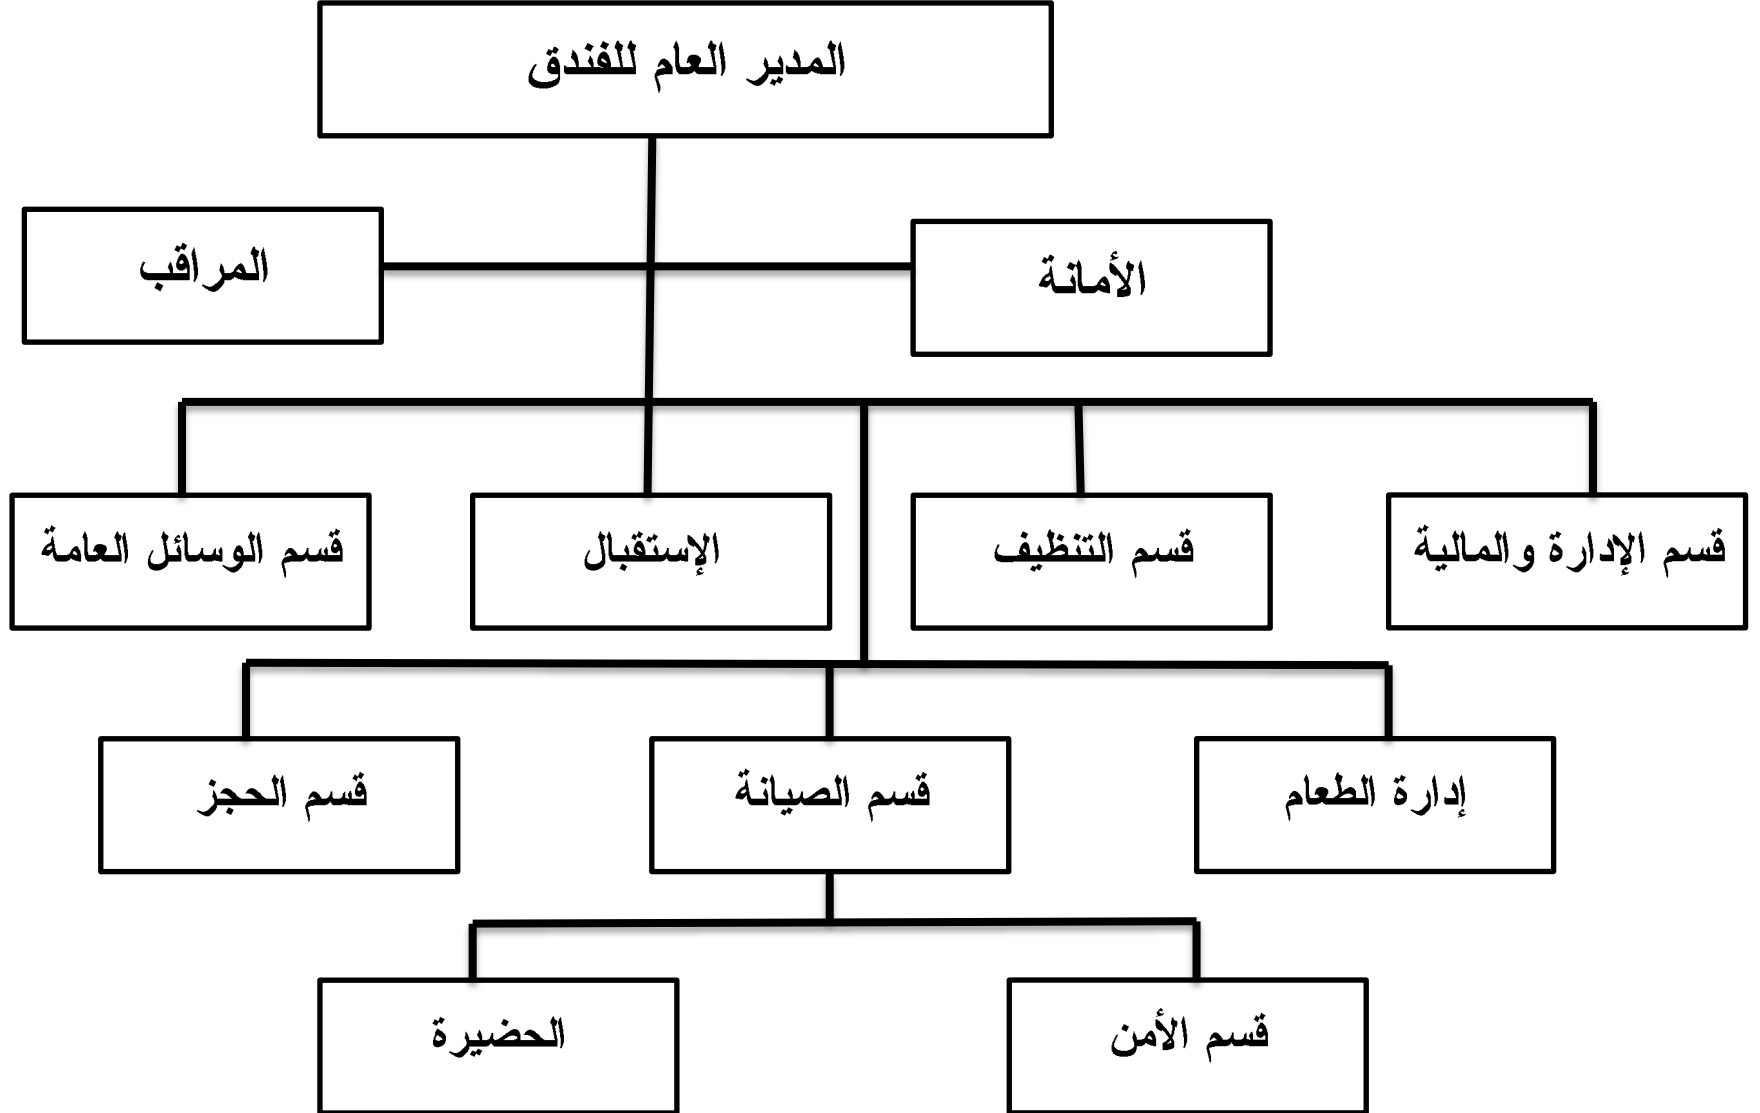 المدير العام للفندق
الأمانة
المراقب
قسم الإدارة والمالية
قسم التنظيف
الإستقبال
قسم الوسائل العامة
إدارة الطعام
قسم الصيانة
قسم الحجز
قسم الأمن
الحضيرة